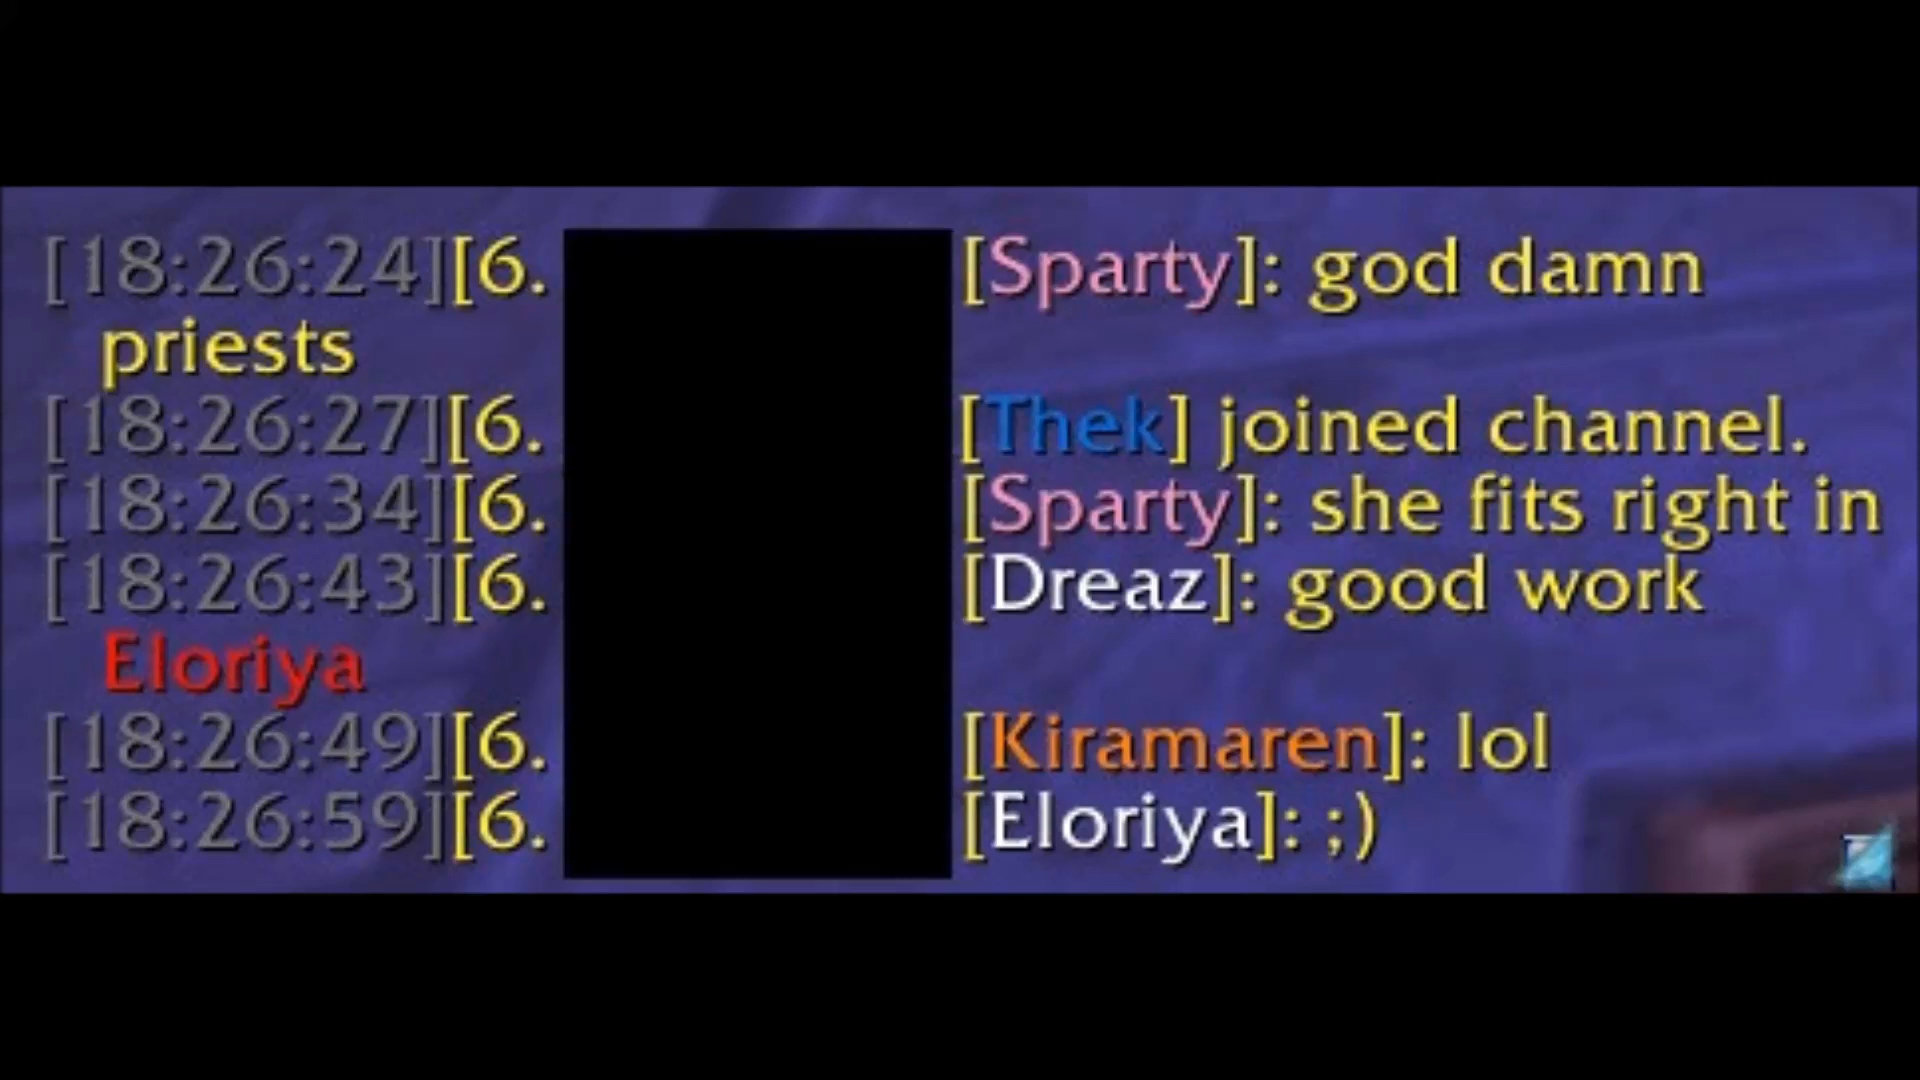 [18:26:24][6. [Sparty]: god damn
priests
[18:26:27][6. [Thek] joined channel.
[18:26:34][6. [Sparty]: she fits right in
[18:26:43][6. [Dreaz]: good work
Eloriya
[18:26:49][6. [Kiramaren]: lol
[18:26:59][6. [Eloriya]: ;)